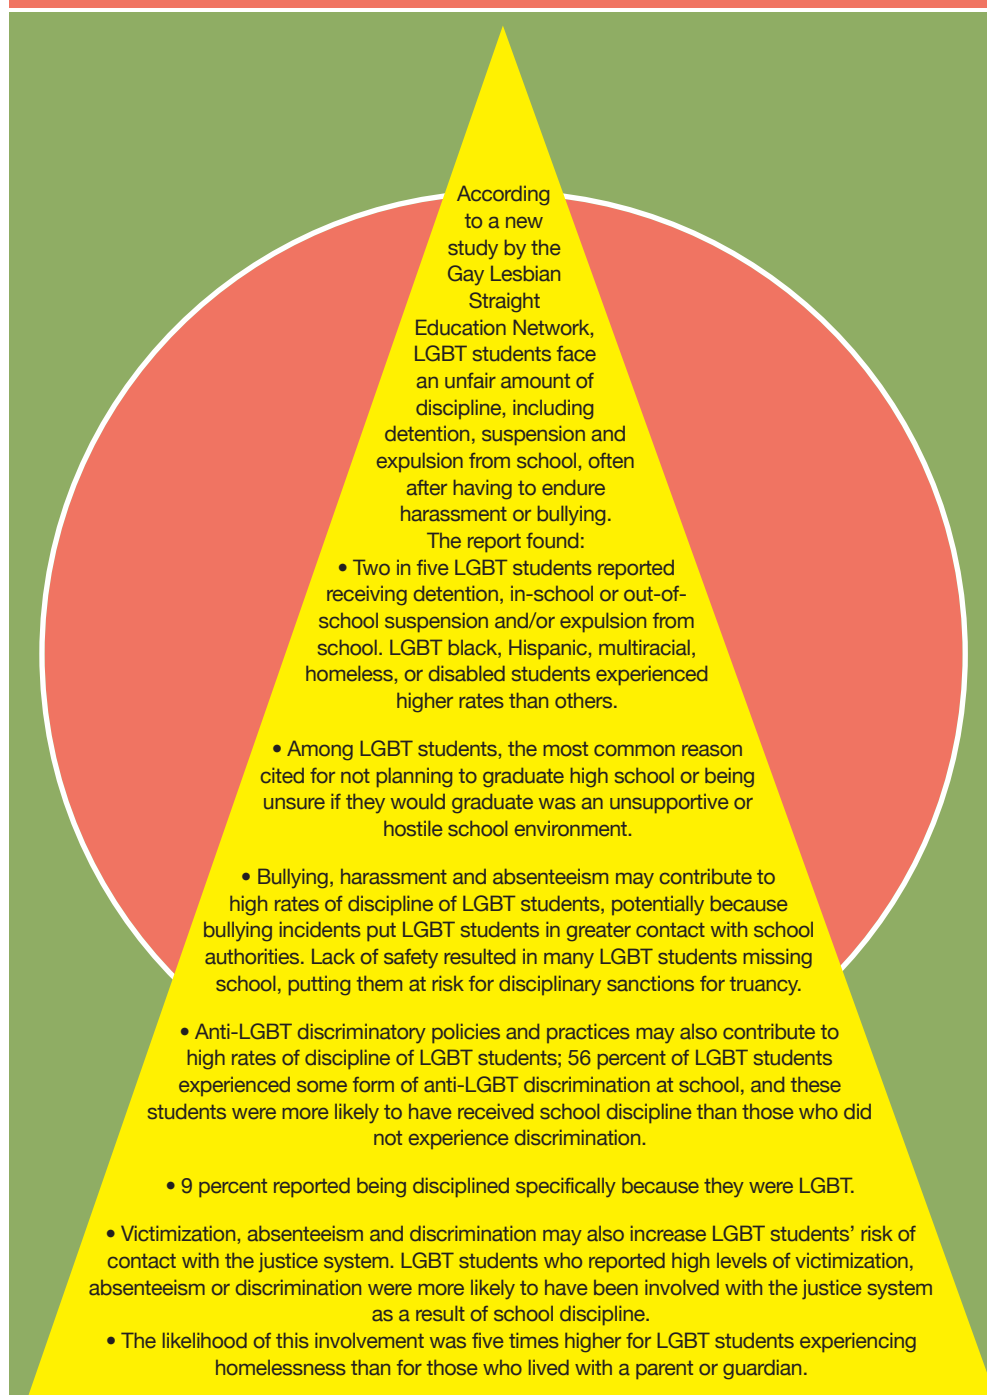 According
to a new
study by the
Gay Lesbian
Straight
Education Network,
LGBT students face
an unfair amount of
discipline, including
detention, suspension and
expulsion from school, often
after having to endure
harassment or bullying.
The report found:
• Two in five LGBT students reported
receiving detention, in-school or out-of-
school suspension and/or expulsion from
school. LGBT black, Hispanic, multiracial,
homeless, or disabled students experienced
higher rates than others.
• Among LGBT students, the most common reason
cited for not planning to graduate high school or being
unsure if they would graduate was an unsupportive or
hostile school environment.
• Bullying, harassment and absenteeism may contribute to
high rates of discipline of LGBT students, potentially because
bullying incidents put LGBT students in greater contact with school
authorities. Lack of safety resulted in many LGBT students missing
school, putting them at risk for disciplinary sanctions for truancy.
• Anti-LGBT discriminatory policies and practices may also contribute to
high rates of discipline of LGBT students; 56 percent of LGBT students
experienced some form of anti-LGBT discrimination at school, and these
students were more likely to have received school discipline than those who did
not experience discrimination.
• 9 percent reported being disciplined specifically because they were LGBT.
• Victimization, absenteeism and discrimination may also increase LGBT students’ risk of
contact with the justice system. LGBT students who reported high levels of victimization,
absenteeism or discrimination were more likely to have been involved with the justice system
as a result of school discipline.
• The likelihood of this involvement was five times higher for LGBT students experiencing
homelessness than for those who lived with a parent or guardian.